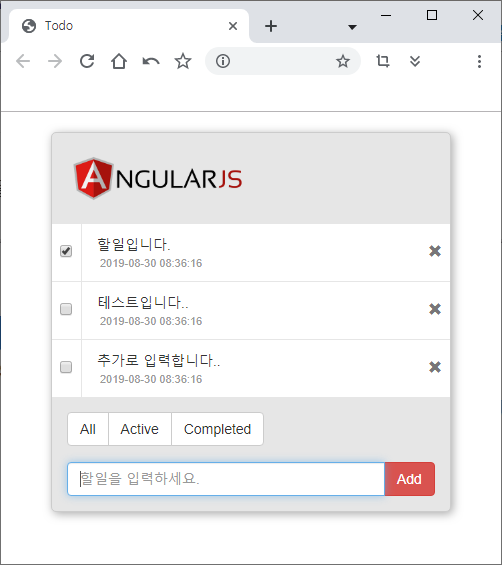 Todo
ANGULARJS
할일입니다.
2019-08-30 08:36:16
테스트입니다..
2019-08-30 08:36:16
추가로 입력합니다..
2019-08-30 08:36:16
All Active Completed
할일을 입력하세요. Add